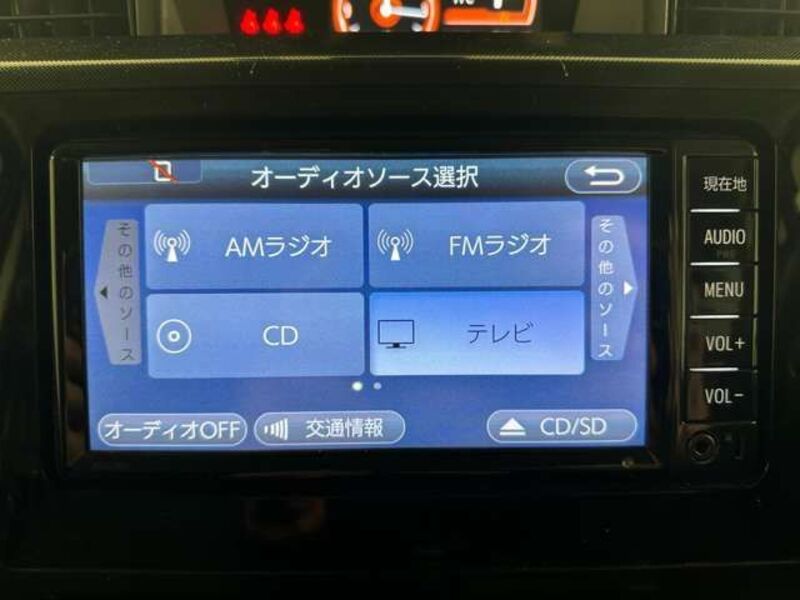 オーディオソース選択
その他のソース
AMラジオ
FMラジオ
その他のソース
CD
テレビ
オーディオOFF
交通情報
CD/SD
現在地
AUDIO
MENU
VOL+
VOL-